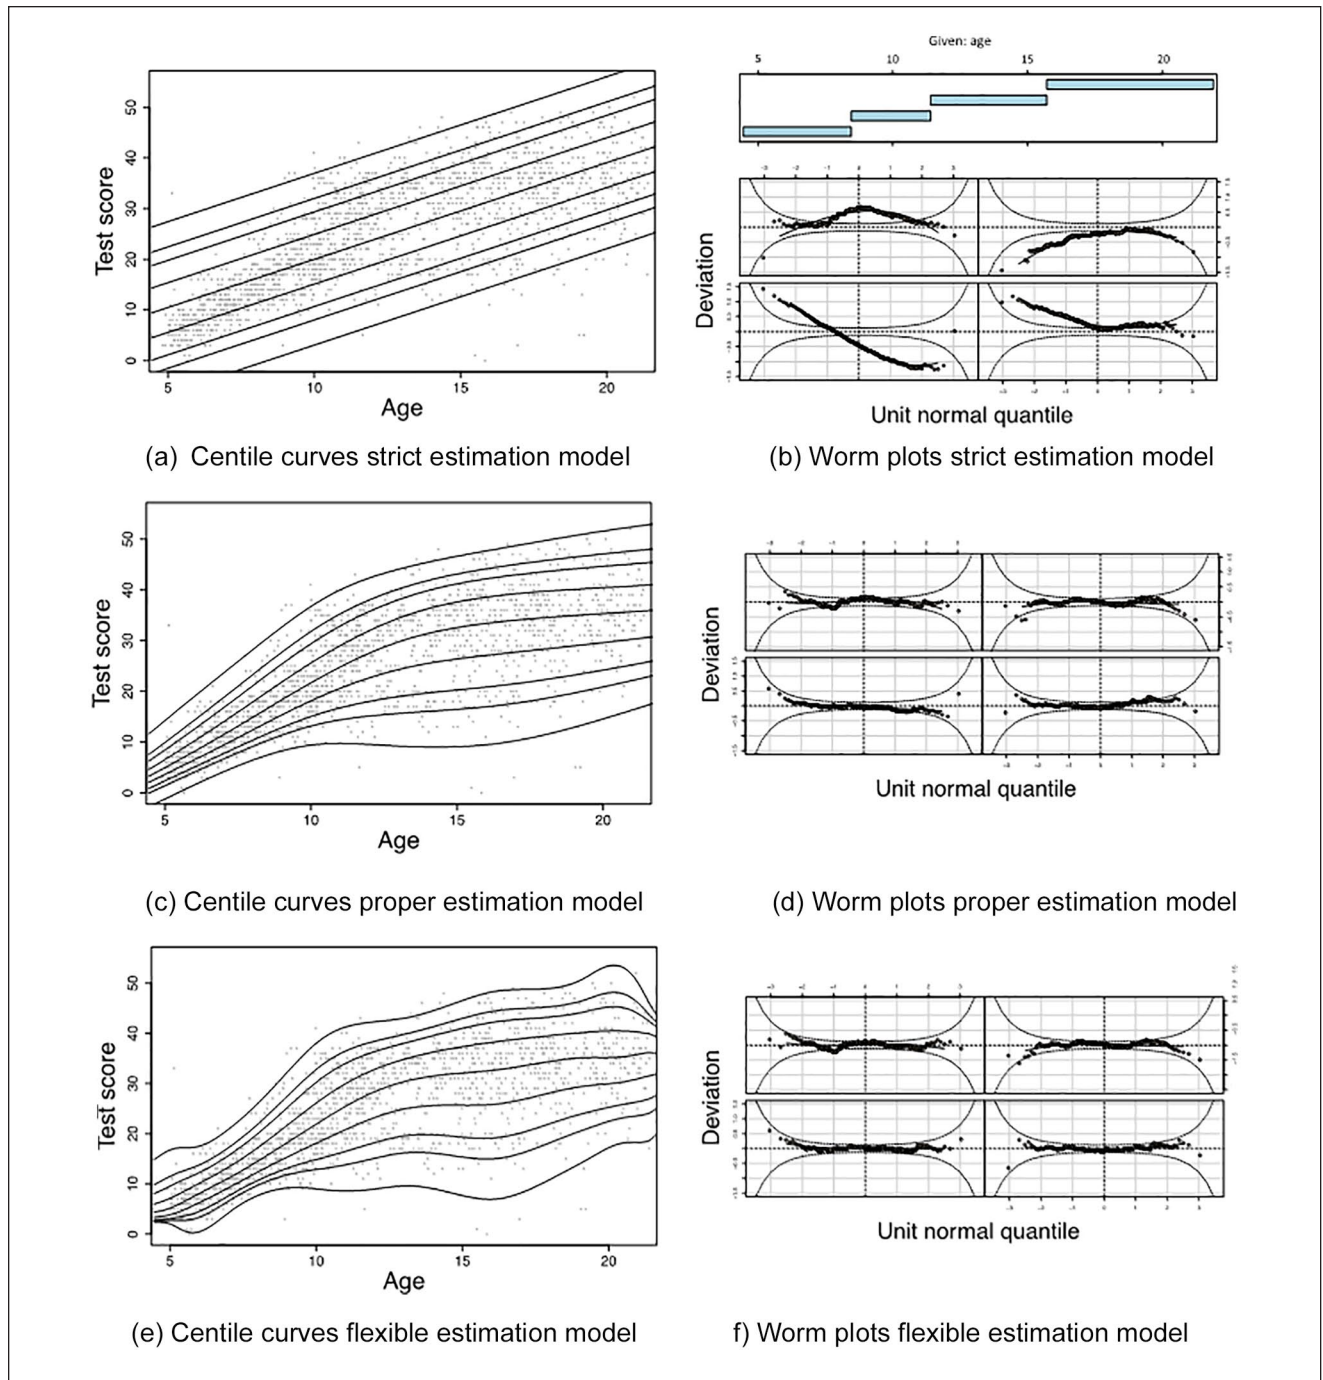 Given: age
5 10 15 20
Test score
50
40
30
20
10
0
5 10 15 20
Age
Deviation
Unit normal quantile
(a) Centile curves strict estimation model
(b) Worm plots strict estimation model
Test score
50
40
30
20
10
0
5 10 15 20
Age
Deviation
Unit normal quantile
(c) Centile curves proper estimation model
(d) Worm plots proper estimation model
Test score
50
40
30
20
10
0
5 10 15 20
Age
Deviation
Unit normal quantile
(e) Centile curves flexible estimation model
f) Worm plots flexible estimation model